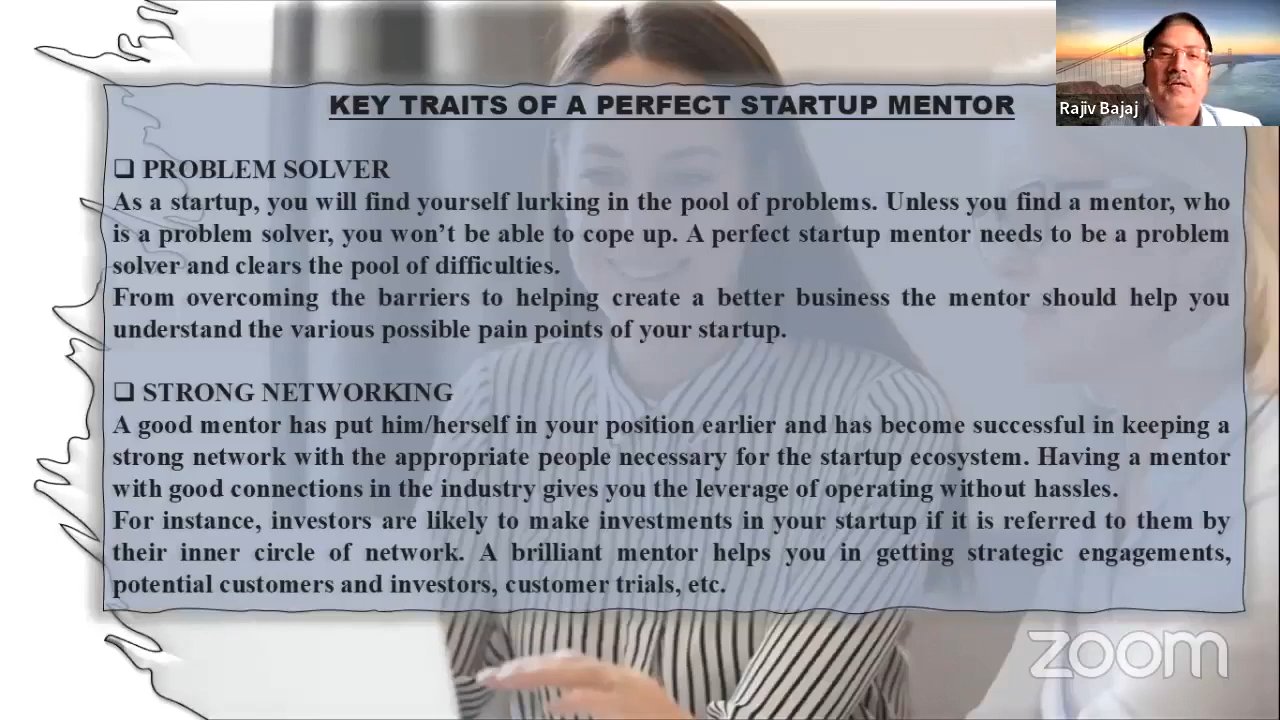 KEY TRAITS OF A PERFECT STARTUP MENTOR
Rajiv Bajaj
❑ PROBLEM SOLVER
As a startup, you will find yourself lurking in the pool of problems. Unless you find a mentor, who
is a problem solver, you won’t be able to cope up. A perfect startup mentor needs to be a problem
solver and clears the pool of difficulties.
From overcoming the barriers to helping create a better business the mentor should help you
understand the various possible pain points of your startup.
❑ STRONG NETWORKING
A good mentor has put him/herself in your position earlier and has become successful in keeping a
strong network with the appropriate people necessary for the startup ecosystem. Having a mentor
with good connections in the industry gives you the leverage of operating without hassles.
For instance, investors are likely to make investments in your startup if it is referred to them by
their inner circle of network. A brilliant mentor helps you in getting strategic engagements,
potential customers and investors, customer trials, etc.
zoom